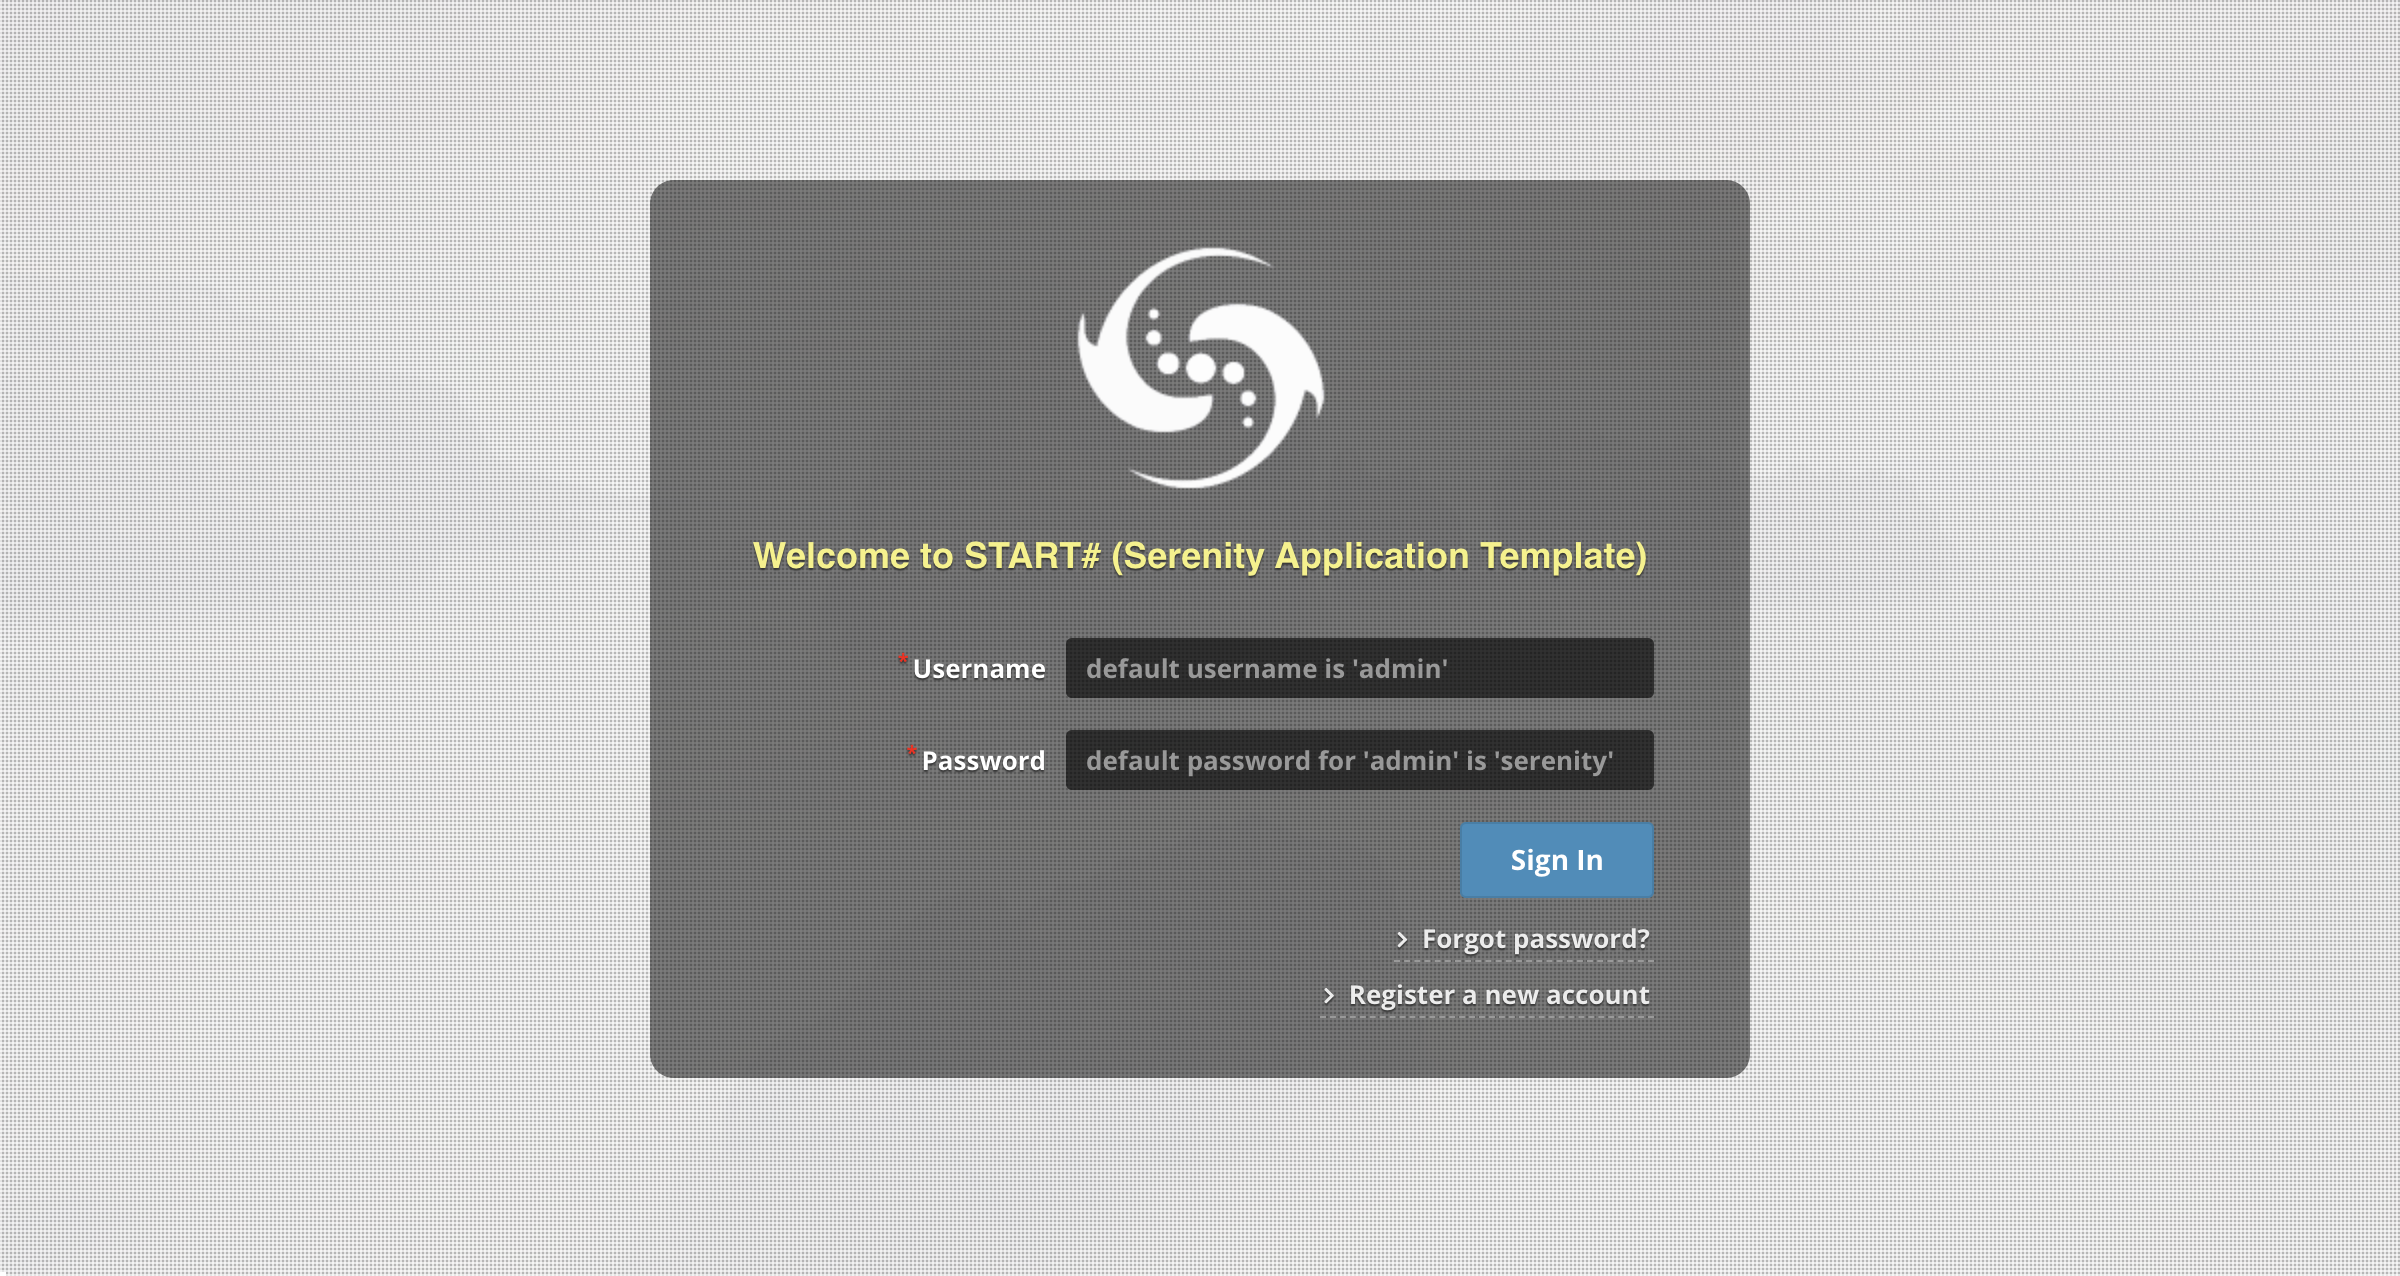 Welcome to START# (Serenity Application Template)
* Username
default username is 'admin'
* Password
default password for 'admin' is 'serenity'
Sign In
Forgot password?
Register a new account